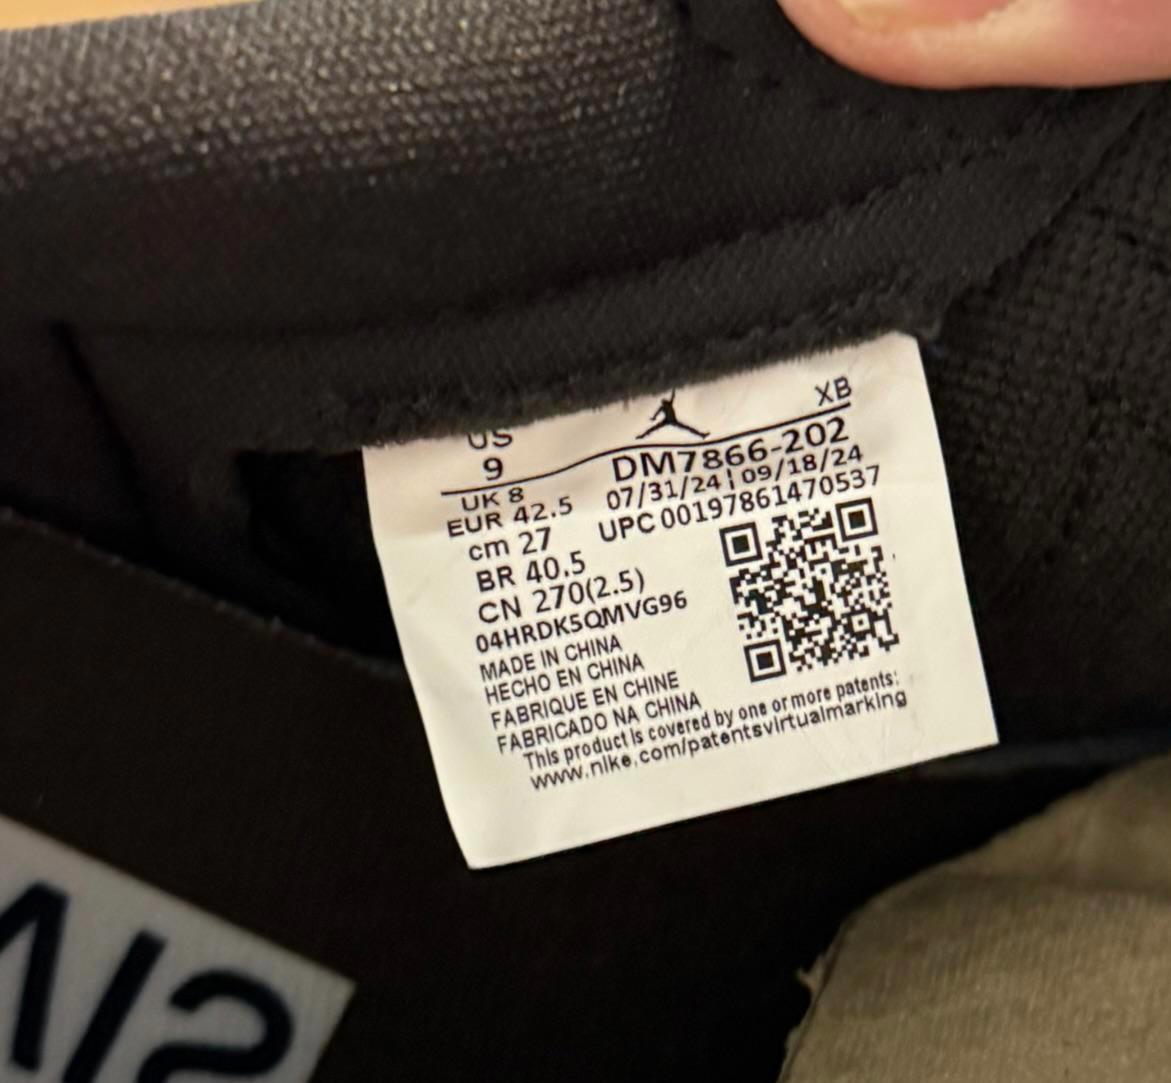 XB
US
9
DM7866-202
UK 8
07/31/24 | 09/18/24
EUR 42.5
UPC 00197861470537
cm 27
BR 40.5
CN 270(2.5)
04HRDK5QMVG96
MADE IN CHINA
HECHO EN CHINA
FABRIQUE EN CHINE
FABRICADO NA CHINA
This product is covered by one or more patents:
www.nike.com/patentsvirtualmarking